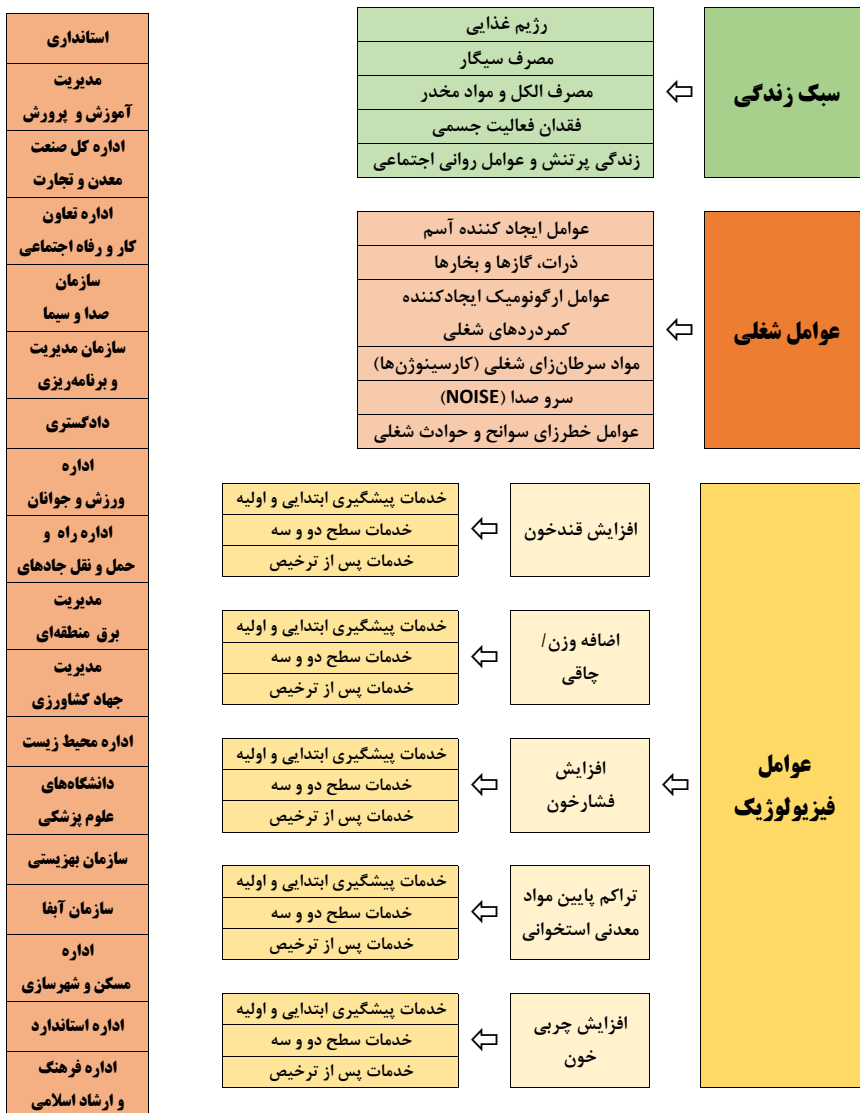 سبک زندگی
رژیم غذایی
مصرف سیگار
مصرف الکل و مواد مخدر
فقدان فعالیت جسمی
زندگی پرتنش و عوامل روانی اجتماعی
عوامل شغلی
عوامل ایجاد کننده آسم
ذرات، گازها و بخارها
عوامل ارگونومیک ایجادکننده
کمردردهای شغلی
مواد سرطان‌زای شغلی (کارسینوژن‌ها)
سرو صدا (NOISE)
عوامل خطرزای سوانح و حوادث شغلی
عوامل
فیزیولوژیک
افزایش قندخون
خدمات پیشگیری ابتدایی و اولیه
خدمات سطح دو و سه
خدمات پس از ترخیص
اضافه وزن/
چاقی
خدمات پیشگیری ابتدایی و اولیه
خدمات سطح دو و سه
خدمات پس از ترخیص
افزایش
فشارخون
خدمات پیشگیری ابتدایی و اولیه
خدمات سطح دو و سه
خدمات پس از ترخیص
تراکم پایین مواد
معدنی استخوانی
خدمات پیشگیری ابتدایی و اولیه
خدمات سطح دو و سه
خدمات پس از ترخیص
افزایش چربی
خون
خدمات پیشگیری ابتدایی و اولیه
خدمات سطح دو و سه
خدمات پس از ترخیص
استانداری
مدیریت
آموزش و پرورش
اداره کل صنعت
معدن و تجارت
اداره تعاون
کار و رفاه اجتماعی
سازمان
صدا و سیما
سازمان مدیریت
و برنامه‌ریزی
دادگستری
اداره
ورزش و جوانان
اداره راه و
حمل و نقل جادهای
مدیریت
برق منطقه‌ای
مدیریت
جهاد کشاورزی
اداره محیط زیست
دانشگاه‌های
علوم پزشکی
سازمان بهزیستی
سازمان آبفا
اداره
مسکن و شهرسازی
اداره استاندارد
اداره فرهنگ
و ارشاد اسلامی